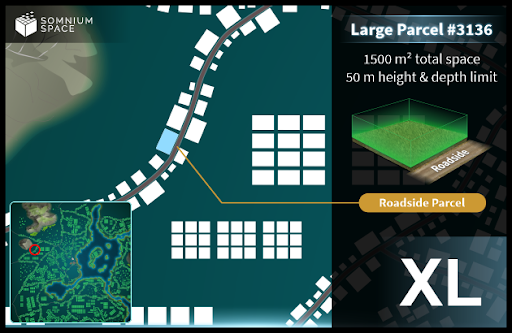 SOMNIUM
SPACE
Large Parcel #3136
1500 m² total space
50 m height & depth limit
Roadside
Roadside Parcel
XL